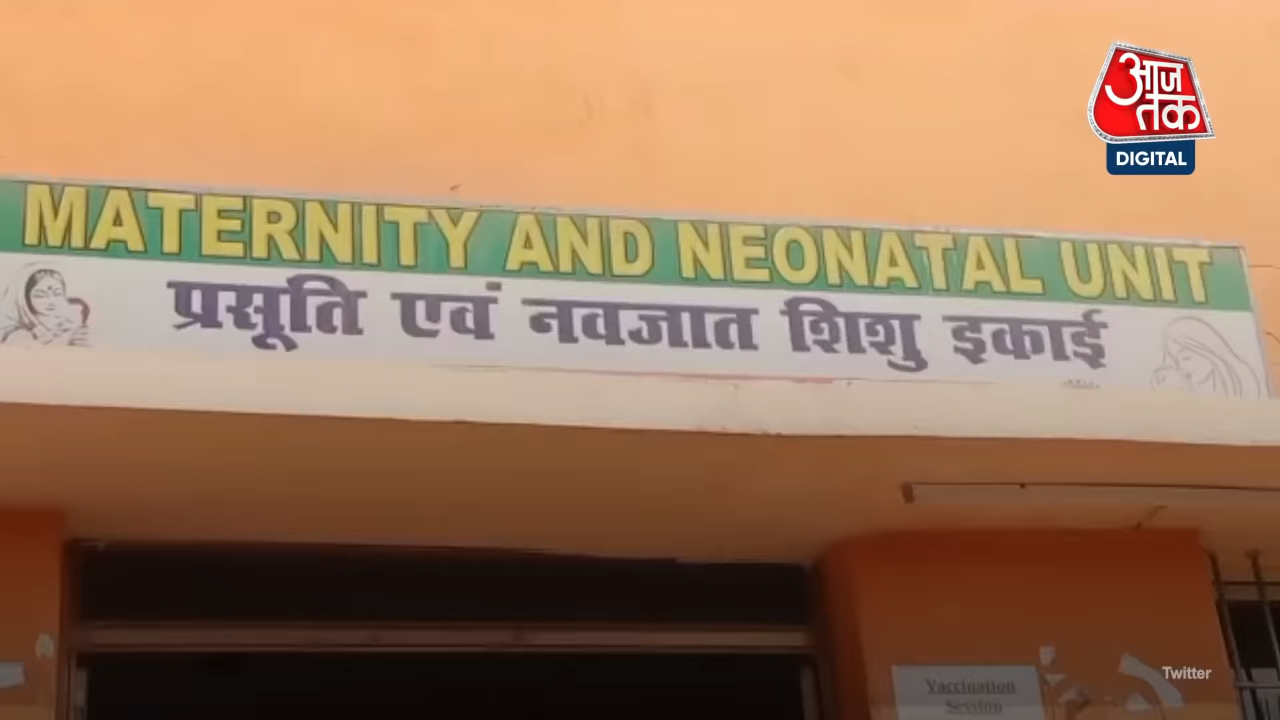 आज
तक
DIGITAL
MATERNITY AND NEONATAL UNIT
प्रसूति एवं नवजात शिशु इकाई
Twitter
Vaccination
Session